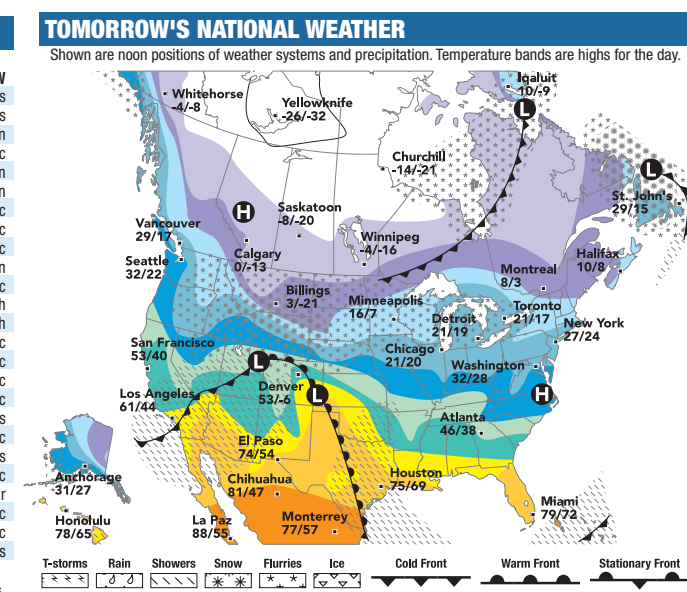 TOMORROW'S NATIONAL WEATHER
Shown are noon positions of weather systems and precipitation. Temperature bands are highs for the day.
Iqaluit
10/-9
Whitehorse
-4/-8
Yellowknife
-26/-32
L
Churchill
-14/-21
L
St. John's
29/15
H
Saskatoon
-8/-20
Vancouver
29/17
Winnipeg
-4/-16
Calgary
0/-13
Halifax
10/8
Seattle
32/22
Montreal
8/3
Billings
3/-21
Minneapolis
16/7
Toronto
21/17
Detroit
21/19
New York
27/24
San Francisco
53/40
Chicago
21/20
L
Washington
32/28
Denver
53/-6
L
H
Los Angeles
61/44
Atlanta
46/38
El Paso
74/54
Houston
75/69
Chihuahua
81/47
Anchorage
31/27
Miami
79/72
Honolulu
78/65
La Paz
88/55
Monterrey
77/57
T-storms Rain Showers Snow Flurries Ice Cold Front Warm Front Stationary Front